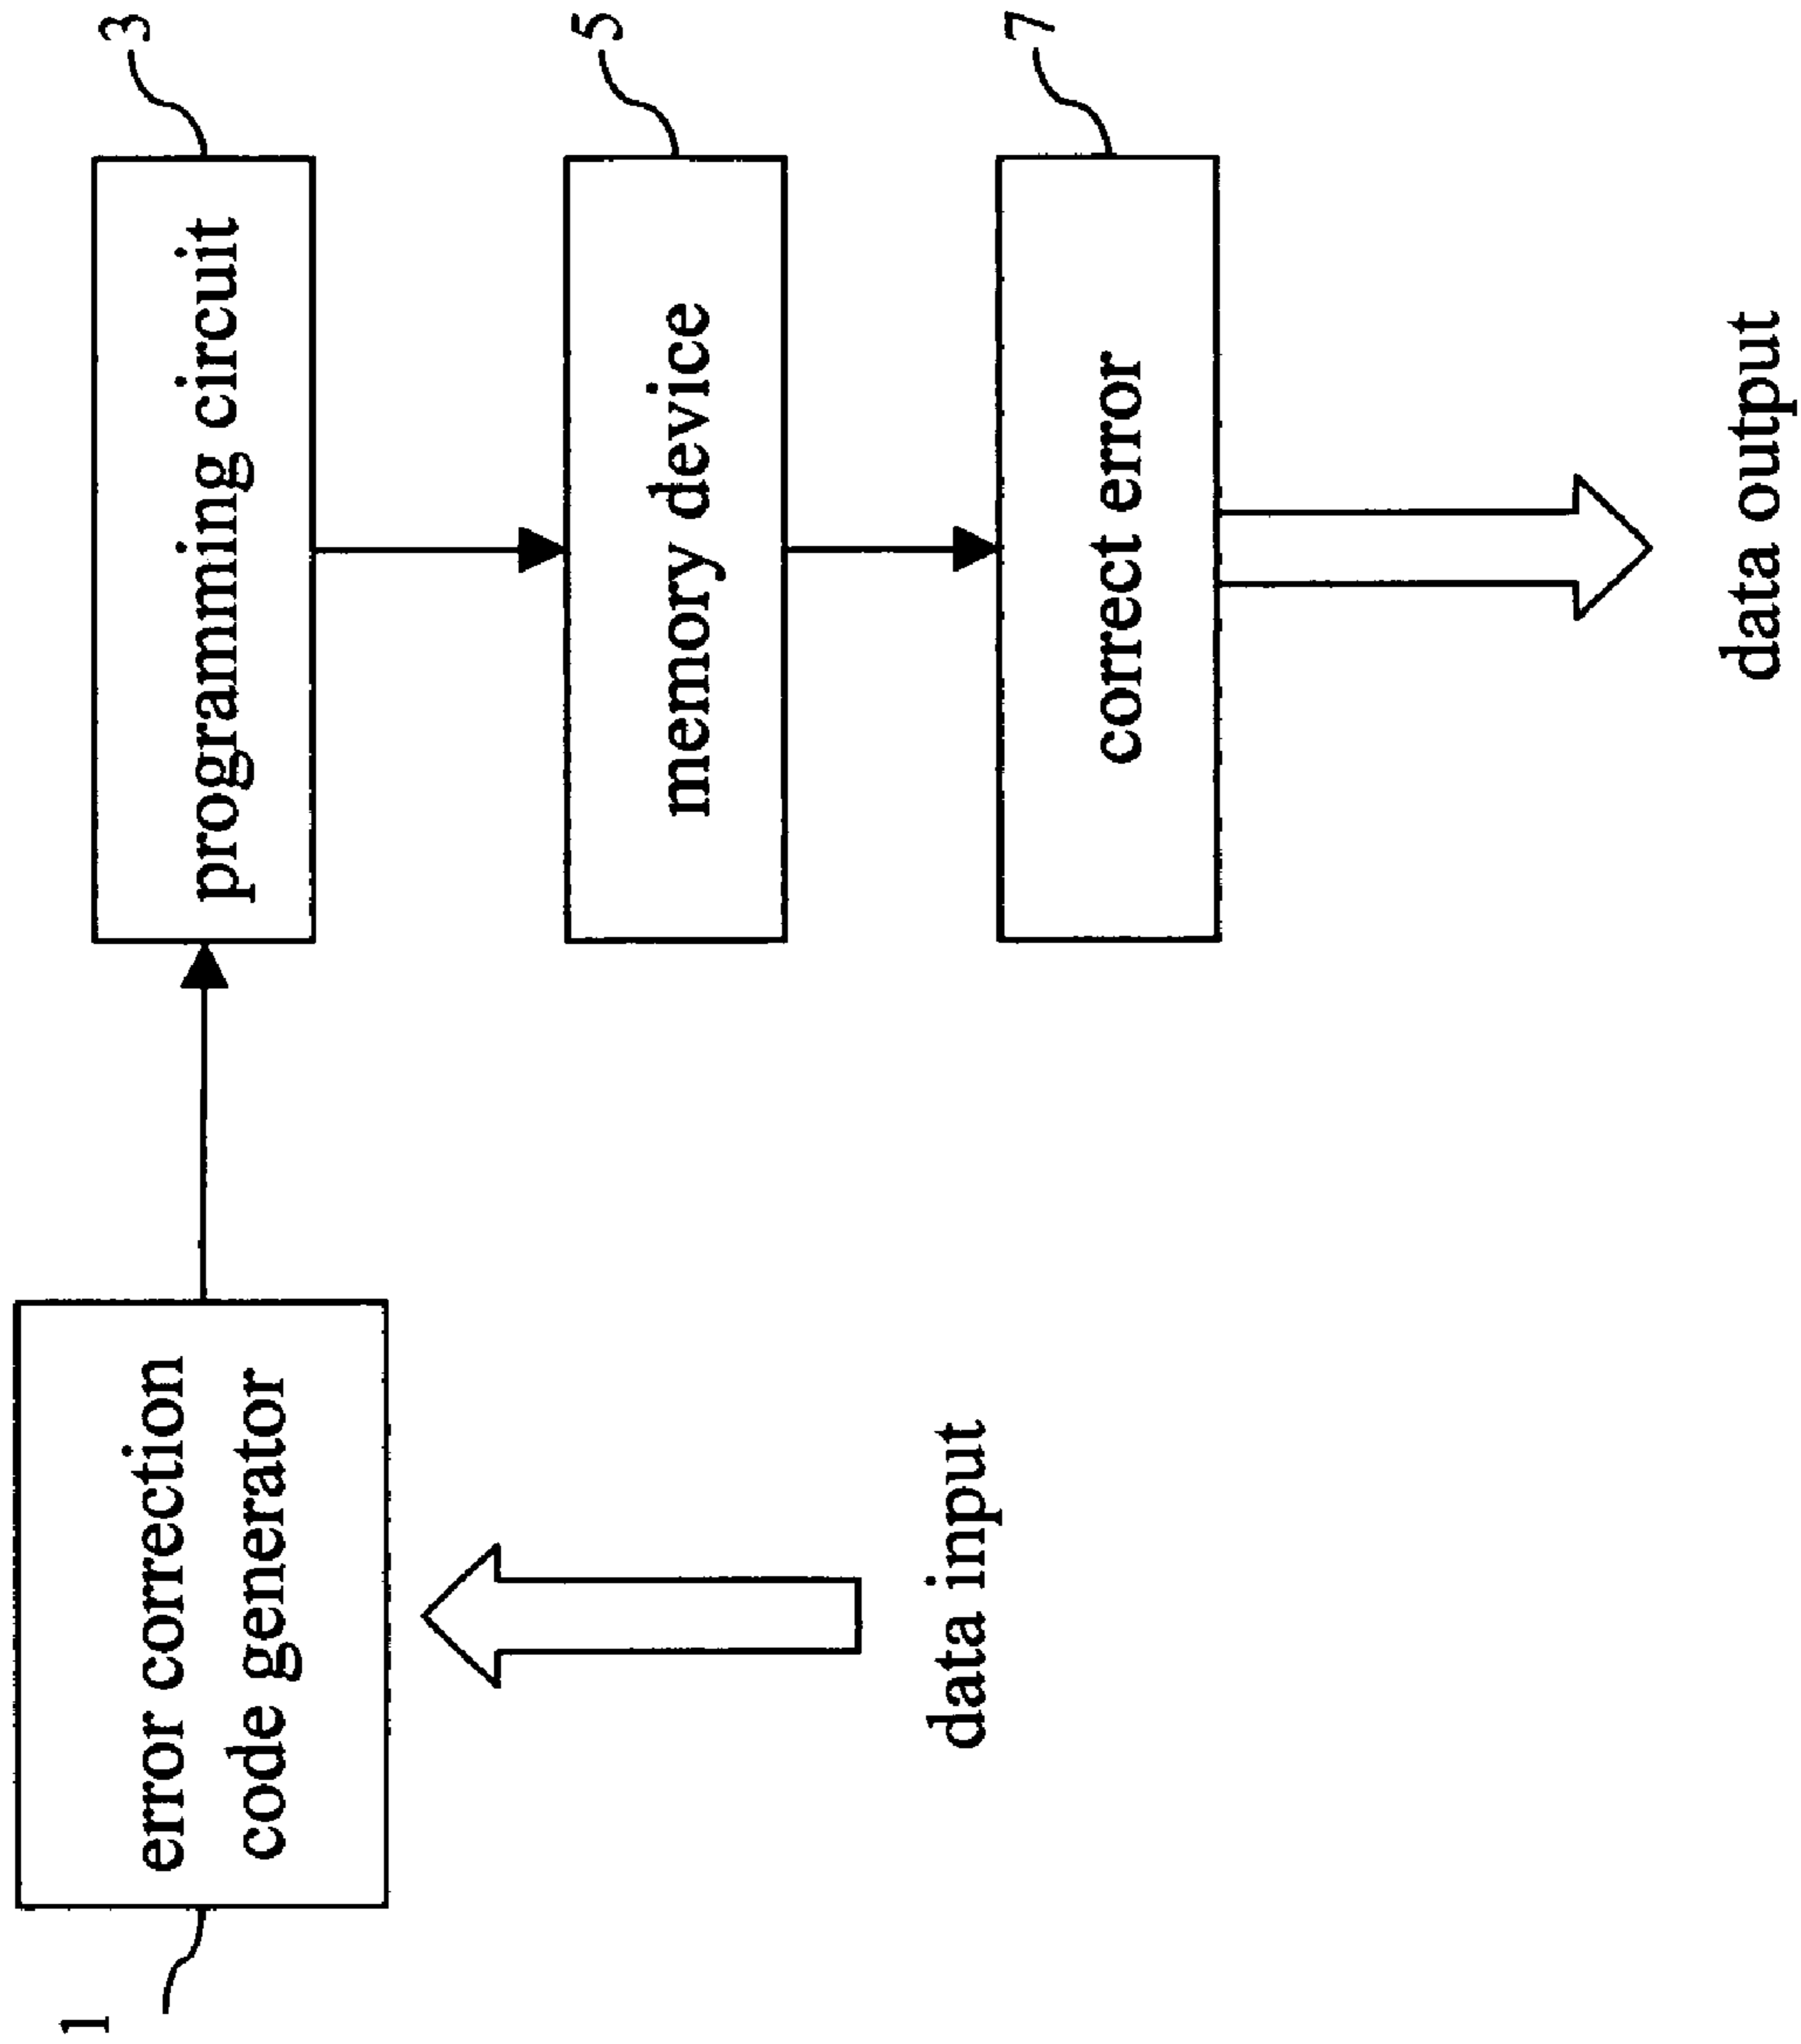 1
error correction
code generator
data input
programming circuit
3
memory device
5
correct error
7
data output